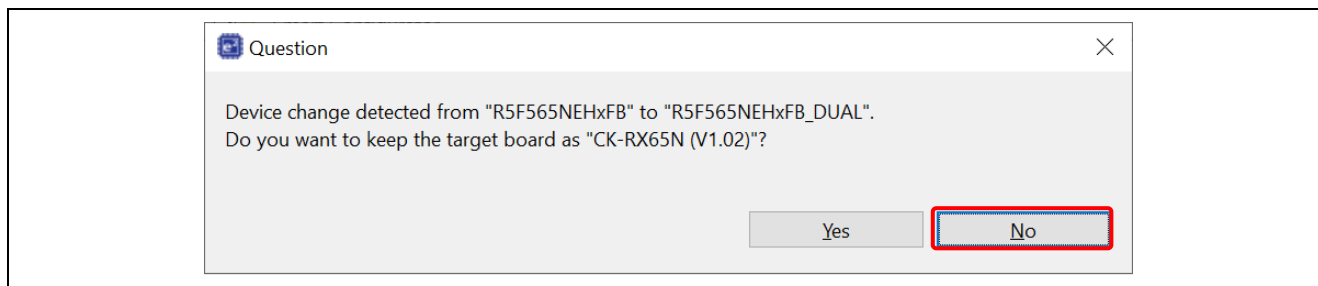 Question
Device change detected from "R5F565NEHxFB" to "R5F565NEHxFB_DUAL".
Do you want to keep the target board as "CK-RX65N (V1.02)"?
Yes No